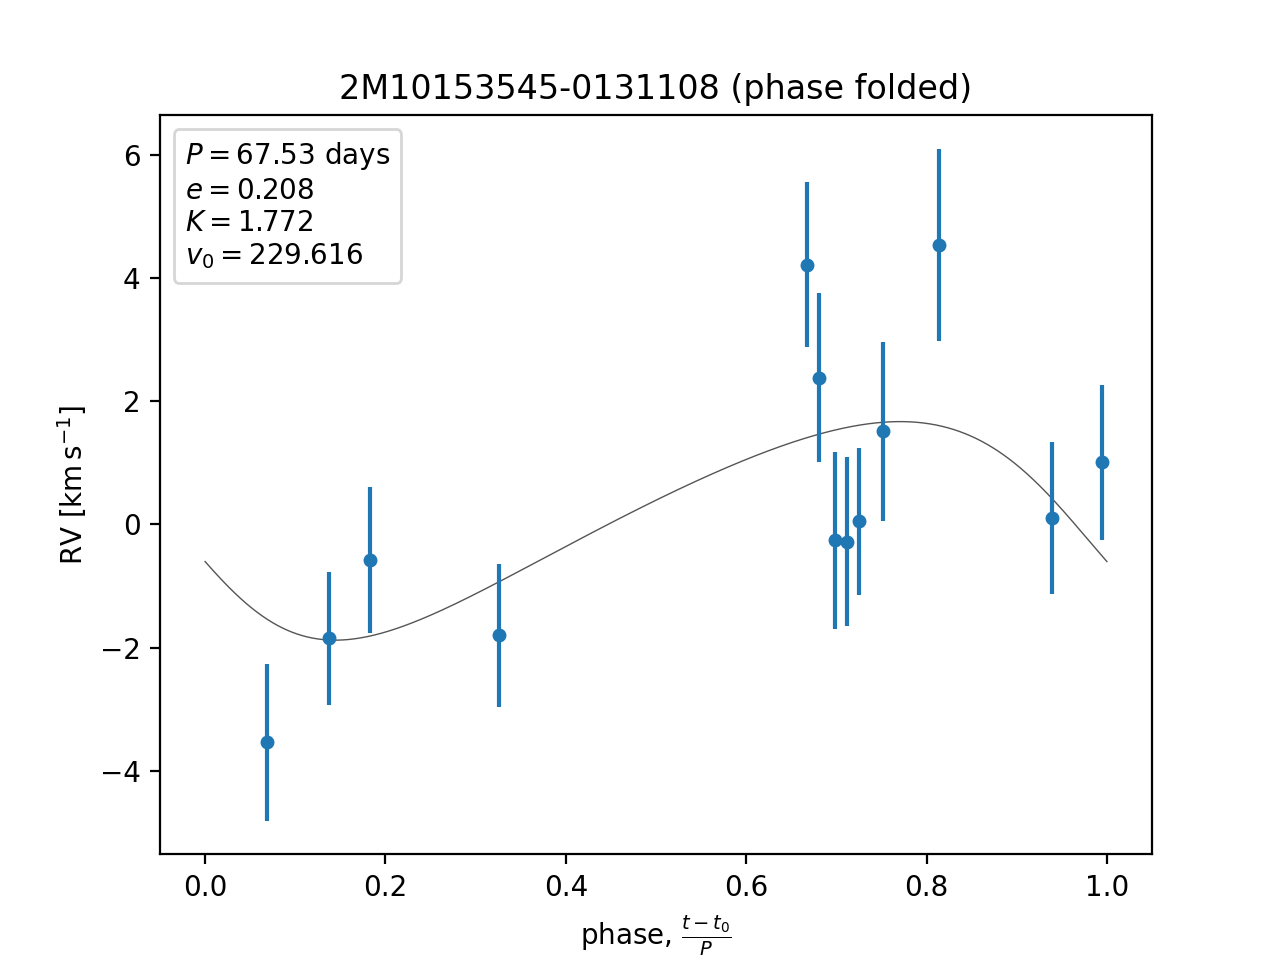 2M10153545-0131108 (phase folded)
P = 67.53 days
e = 0.208
K = 1.772
v₀ = 229.616
6
4
2
0
−2
−4
RV [km s⁻¹]
0.0 0.2 0.4 0.6 0.8 1.0
phase, (t − t₀)/P